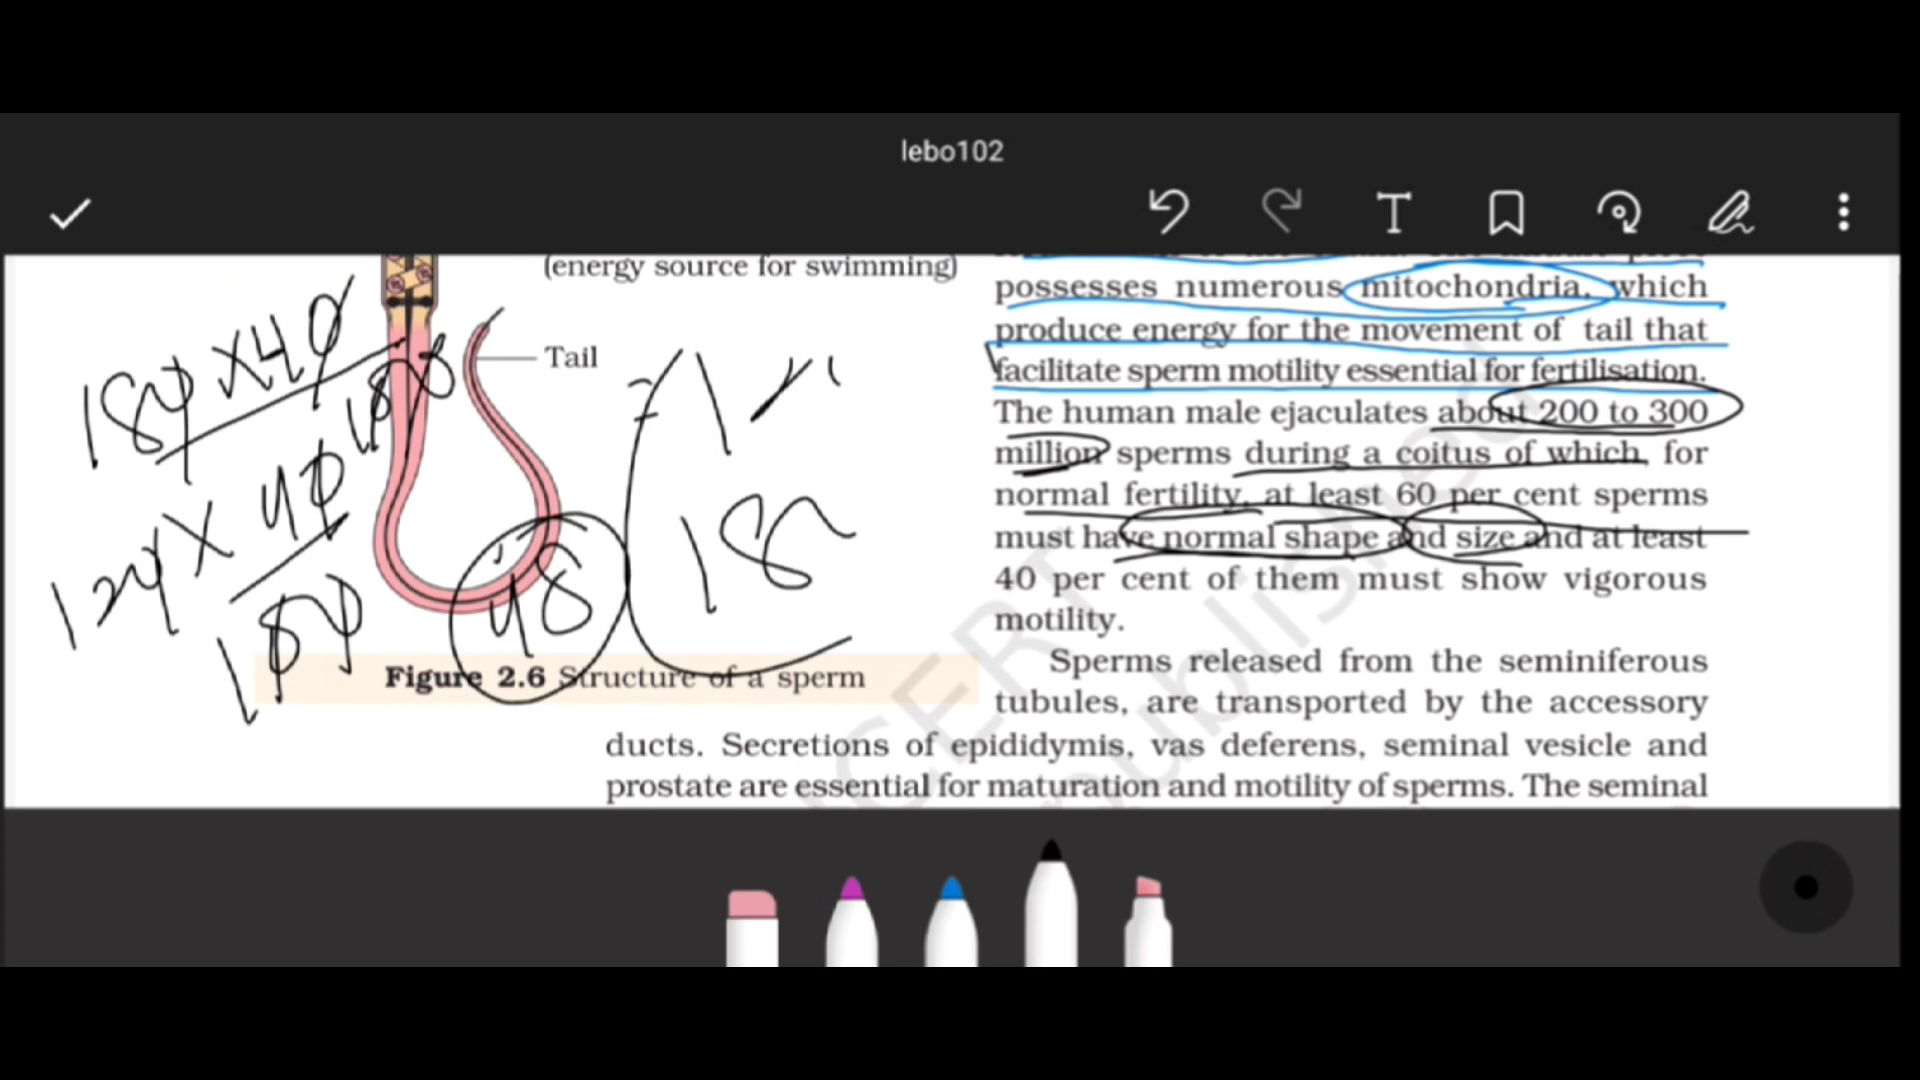 lebo102
T
(energy source for swimming)
Tail
Figure 2.6 Structure of a sperm
possesses numerous mitochondria, which
produce energy for the movement of tail that
facilitate sperm motility essential for fertilisation.
The human male ejaculates about 200 to 300
million sperms during a coitus of which, for
normal fertility, at least 60 per cent sperms
must have normal shape and size and at least
40 per cent of them must show vigorous
motility.
Sperms released from the seminiferous
tubules, are transported by the accessory
ducts. Secretions of epididymis, vas deferens, seminal vesicle and
prostate are essential for maturation and motility of sperms. The seminal
180 x 40
100
120 x 40
100
48